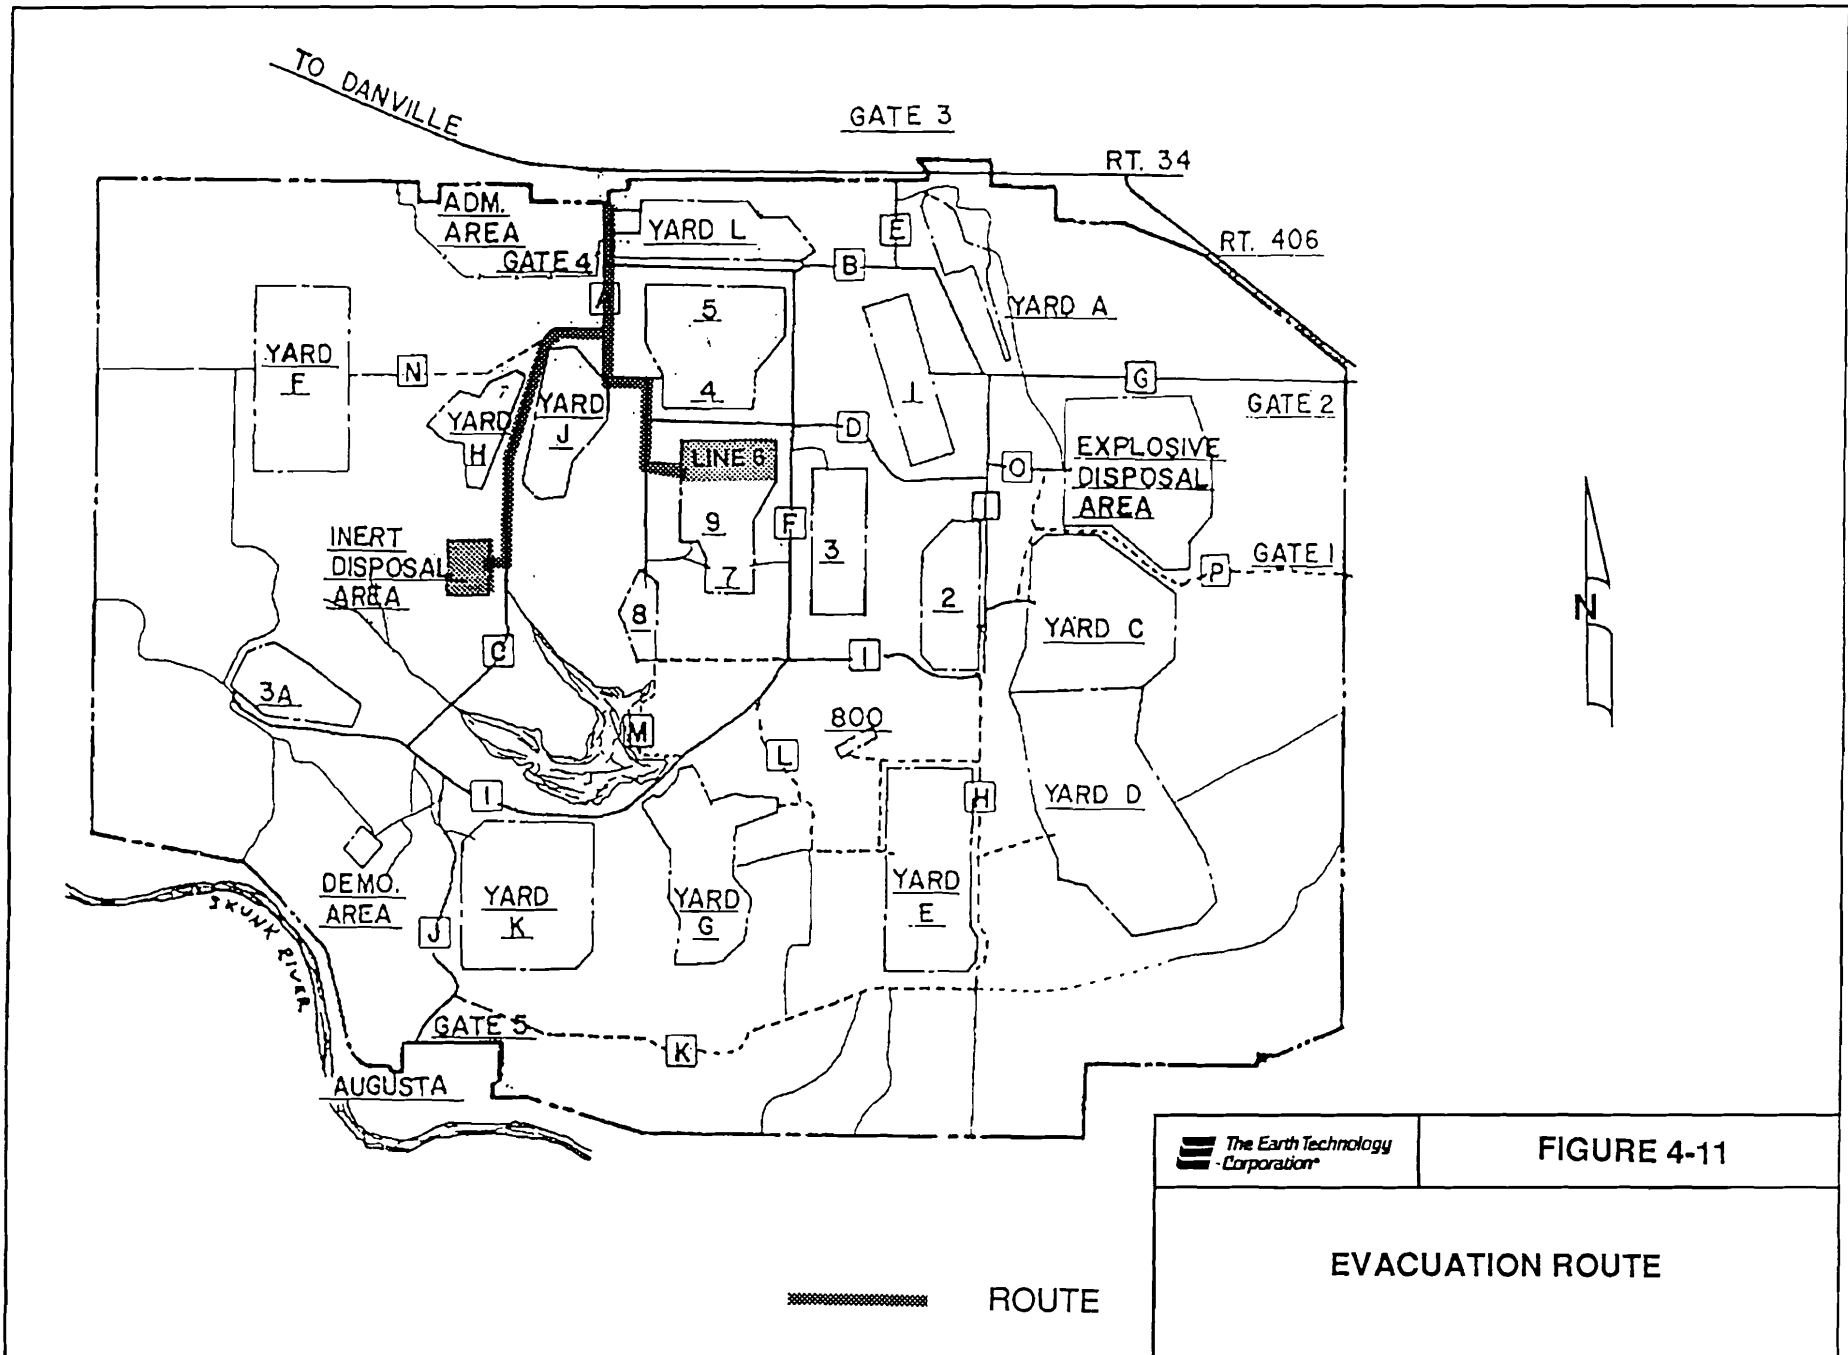 TO DANVILLE
GATE 3
RT. 34
RT. 406
ADM.
AREA
GATE 4
YARD L
E
B
A
YARD A
5
4
1
G
GATE 2
YARD
F
N
YARD
H
YARD
J
D
LINE 6
O
EXPLOSIVE
DISPOSAL
AREA
9
7
F
3
2
INERT
DISPOSAL
AREA
P
GATE 1
8
C
I
YARD C
3A
M
L
800
H
YARD D
I
DEMO.
AREA
YARD
K
YARD
G
YARD
E
J
SKUNK RIVER
GATE 5
K
AUGUSTA
N
The Earth Technology
Corporation
FIGURE 4-11
EVACUATION ROUTE
ROUTE